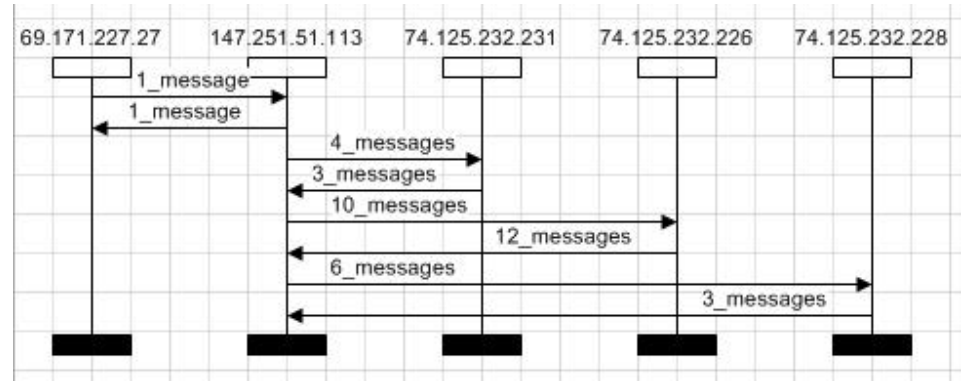 69.171.227.27 147.251.51.113 74.125.232.231 74.125.232.226 74.125.232.228
1_message
1_message
4_messages
3_messages
10_messages
12_messages
6_messages
3_messages